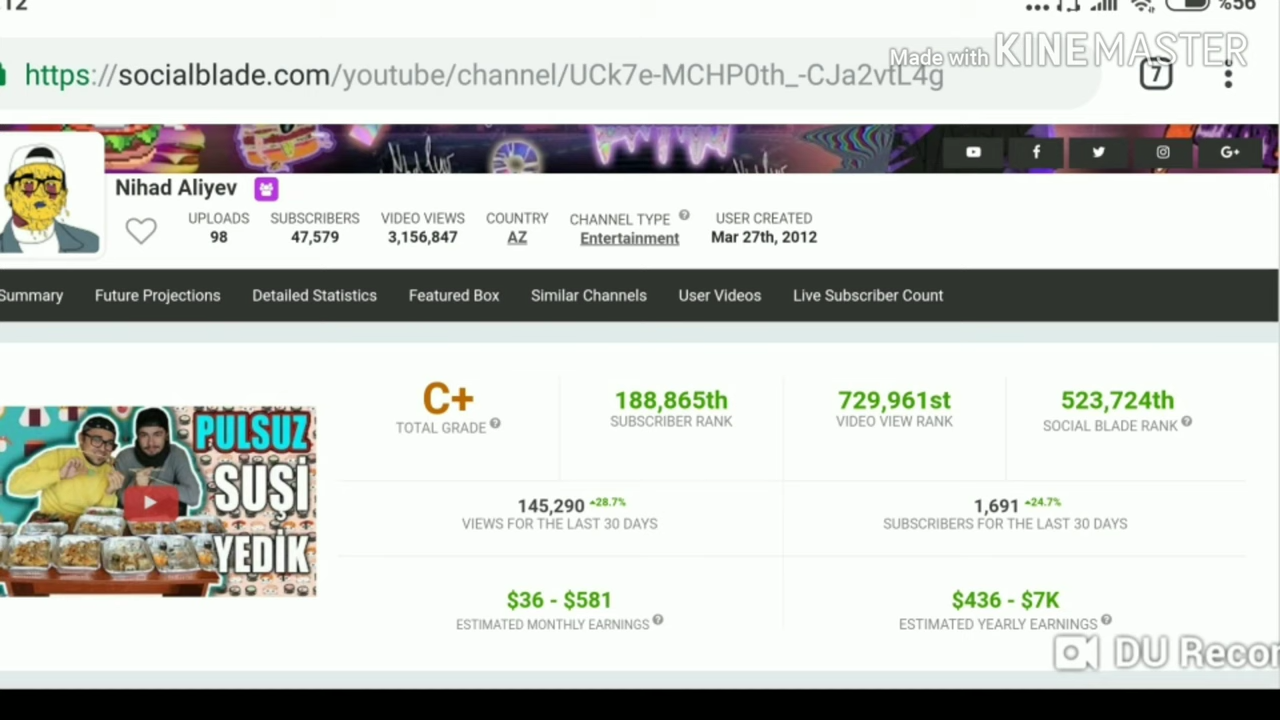 :12
%56
Made with KINEMASTER
https://socialblade.com/youtube/channel/UCk7e-MCHP0th_-CJa2vtL4g
7
G+
Nihad Aliyev
UPLOADS SUBSCRIBERS VIDEO VIEWS COUNTRY CHANNEL TYPE ? USER CREATED
98 47,579 3,156,847 AZ Entertainment Mar 27th, 2012
Summary Future Projections Detailed Statistics Featured Box Similar Channels User Videos Live Subscriber Count
PULSUZ
SUŞİ
YEDİK
C+ 188,865th 729,961st 523,724th
TOTAL GRADE ? SUBSCRIBER RANK VIDEO VIEW RANK SOCIAL BLADE RANK ?
145,290 28.7% 1,691 24.7%
VIEWS FOR THE LAST 30 DAYS SUBSCRIBERS FOR THE LAST 30 DAYS
$36 - $581 $436 - $7K
ESTIMATED MONTHLY EARNINGS ? ESTIMATED YEARLY EARNINGS ?
DU Recor